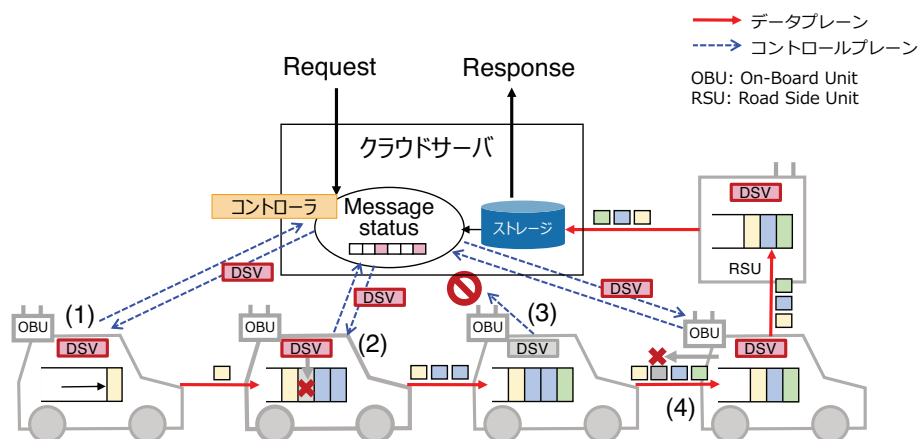 データプレーン
コントロールプレーン
OBU: On-Board Unit
RSU: Road Side Unit
Request
Response
クラウドサーバ
コントローラ
Message
status
ストレージ
DSV
RSU
DSV
DSV
DSV
(1)
OBU
DSV
(2)
OBU
DSV
(3)
OBU
DSV
OBU
DSV
(4)